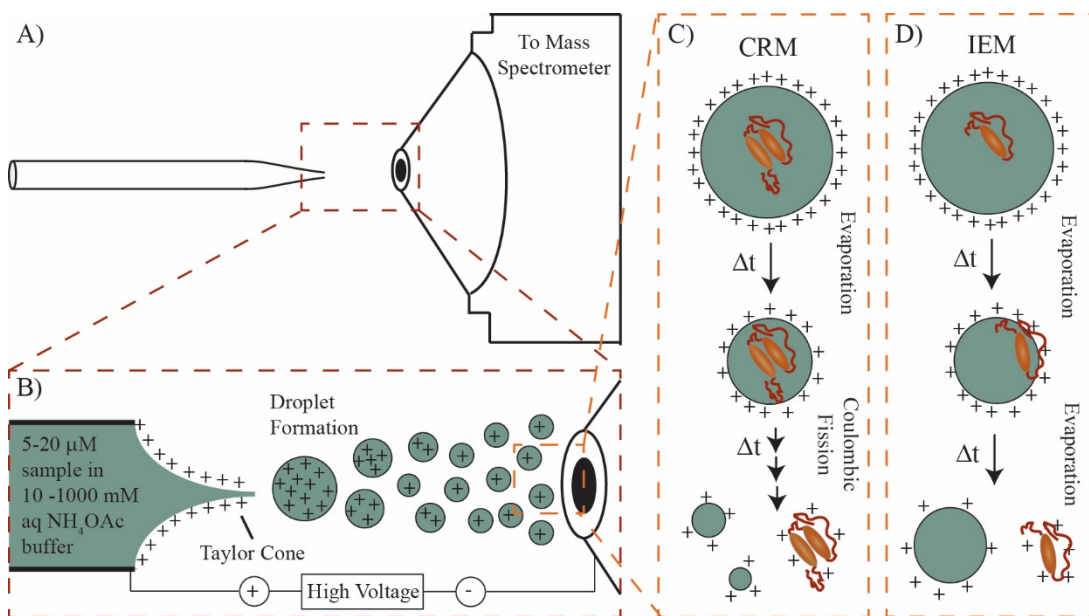 A)
To Mass
Spectrometer
B)
5-20 µM
sample in
10 -1000 mM
aq NH₄OAc
buffer
Droplet
Formation
Taylor Cone
+
High Voltage
-
C)
CRM
Evaporation
Δt
Coulombic
Fission
Δt
D)
IEM
Evaporation
Δt
Evaporation
Δt